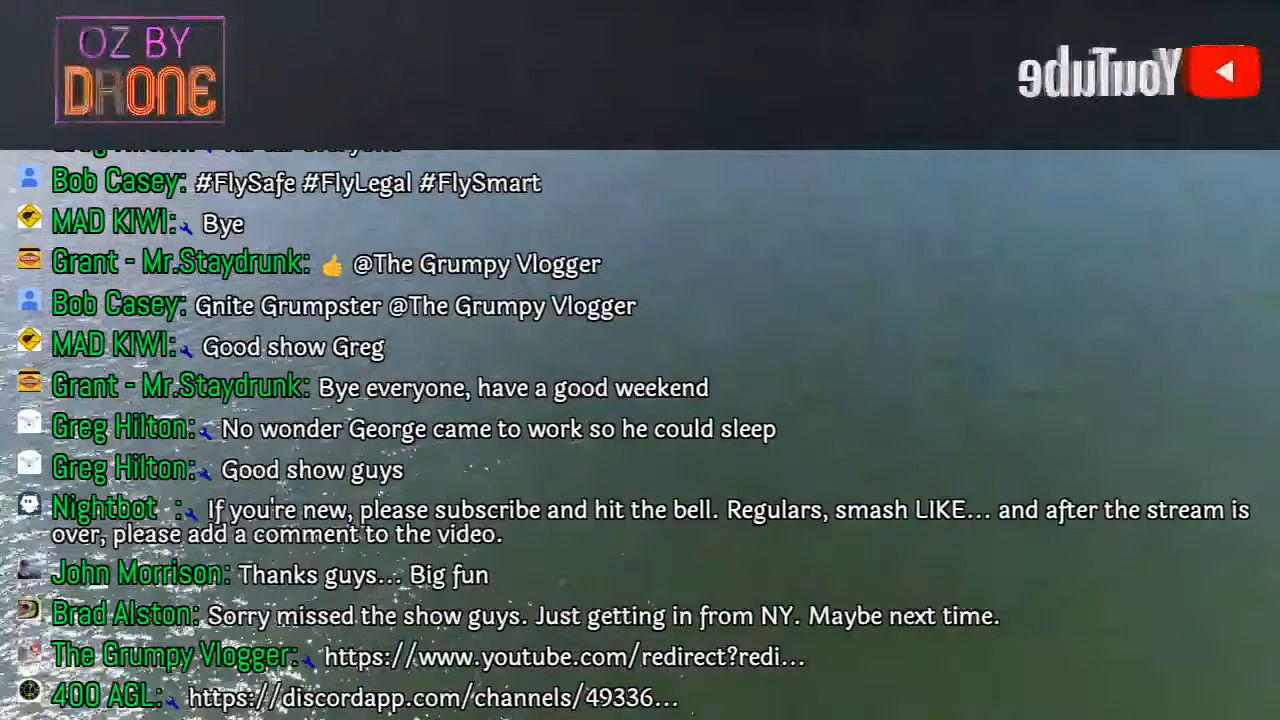 OZ BY
DRONE
YouTube
Bob Casey: #FlySafe #FlyLegal #FlySmart
MAD KIWI: Bye
Grant - Mr.Staydrunk: 👍 @The Grumpy Vlogger
Bob Casey: Gnite Grumpster @The Grumpy Vlogger
MAD KIWI: Good show Greg
Grant - Mr.Staydrunk: Bye everyone, have a good weekend
Greg Hilton: No wonder George came to work so he could sleep
Greg Hilton: Good show guys
Nightbot : If you're new, please subscribe and hit the bell. Regulars, smash LIKE... and after the stream is
over, please add a comment to the video.
John Morrison: Thanks guys... Big fun
Brad Alston: Sorry missed the show guys. Just getting in from NY. Maybe next time.
The Grumpy Vlogger: https://www.youtube.com/redirect?redi...
400 AGL: https://discordapp.com/channels/49336...